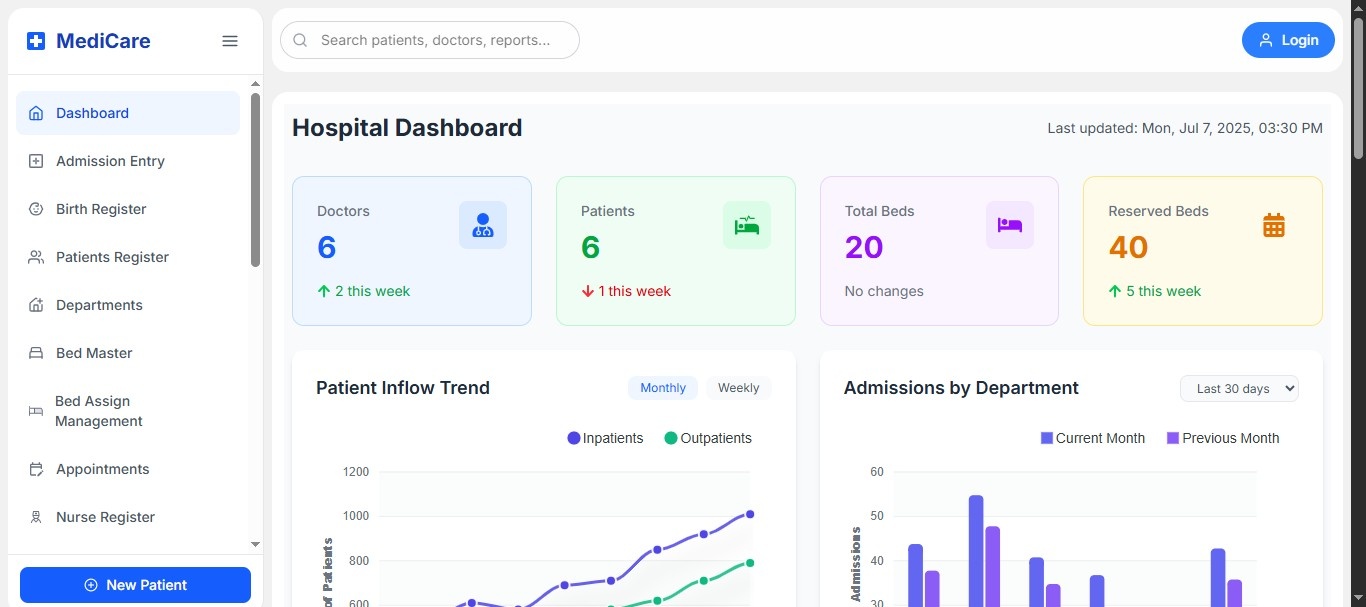 MediCare
Search patients, doctors, reports...
Login
Dashboard
Admission Entry
Birth Register
Patients Register
Departments
Bed Master
Bed Assign
Management
Appointments
Nurse Register
New Patient
Hospital Dashboard
Last updated: Mon, Jul 7, 2025, 03:30 PM
Doctors
6
2 this week
Patients
6
1 this week
Total Beds
20
No changes
Reserved Beds
40
5 this week
Patient Inflow Trend
Monthly
Weekly
Inpatients
Outpatients
1200
1000
800
600
of Patients
Admissions by Department
Last 30 days
Current Month
Previous Month
60
50
40
30
Admissions